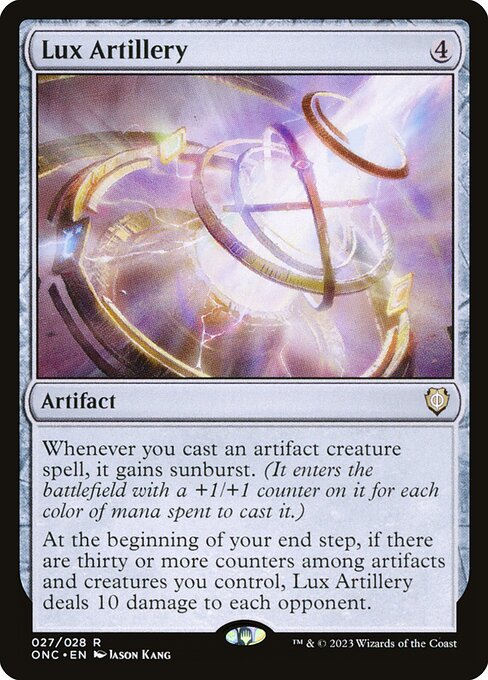 Lux Artillery 4
Artifact
Whenever you cast an artifact creature
spell, it gains sunburst. (It enters the
battlefield with a +1/+1 counter on it for each
color of mana spent to cast it.)
At the beginning of your end step, if there
are thirty or more counters among artifacts
and creatures you control, Lux Artillery
deals 10 damage to each opponent.
027/028 R
ONC • EN Jason Kang
™ & © 2023 Wizards of the Coast